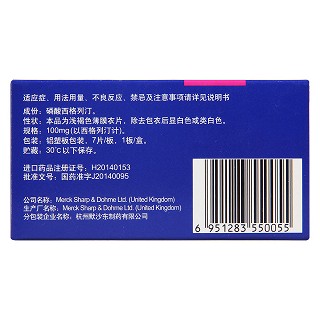 适应症、用法用量、不良反应、禁忌及注意事项请详见说明书
成份：磷酸西格列汀。
性状：本品为浅褐色薄膜衣片，除去包衣后显白色或类白色。
规格：100mg(以西格列汀计)。
包装：铝塑板包装，7片/板，1板/盒。
贮藏：30℃以下保存。
进口药品注册证号：H20140153
批准文号：国药准字J20140095
公司名称：Merck Sharp & Dohme Ltd. (United Kingdom)
生产厂名称：Merck Sharp & Dohme Ltd. (United Kingdom)
分包装企业名称：杭州默沙东制药有限公司
6 951283 550055